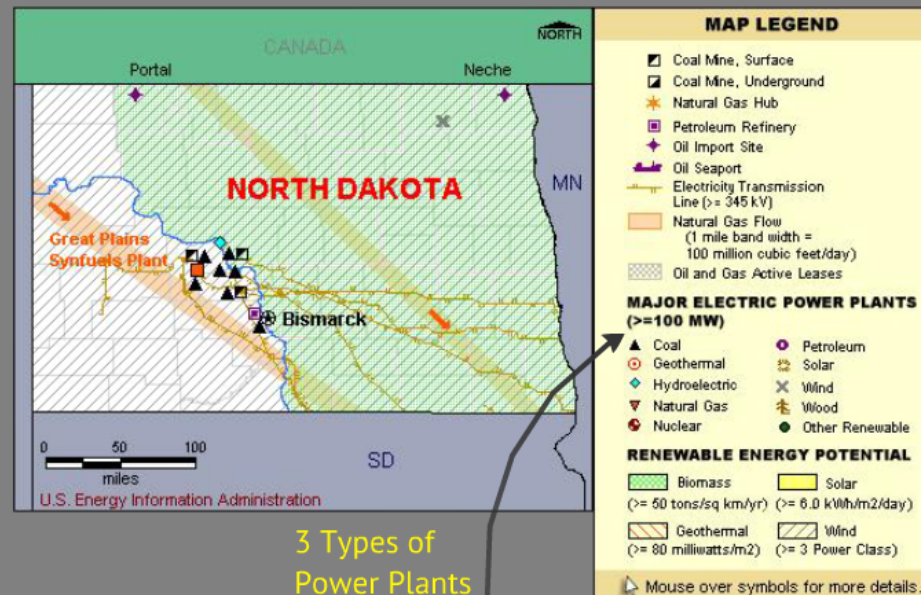 NORTH
CANADA
Portal
Neche
NORTH DAKOTA
MN
Great Plains
Synfuels Plant
Bismarck
0 50 100
miles
SD
U.S. Energy Information Administration
3 Types of
Power Plants
MAP LEGEND
Coal Mine, Surface
Coal Mine, Underground
Natural Gas Hub
Petroleum Refinery
Oil Import Site
Oil Seaport
Electricity Transmission
Line (>= 345 kV)
Natural Gas Flow
(1 mile band width =
100 million cubic feet/day)
Oil and Gas Active Leases
MAJOR ELECTRIC POWER PLANTS
(>=100 MW)
Coal
Geothermal
Hydroelectric
Natural Gas
Nuclear
Petroleum
Solar
Wind
Wood
Other Renewable
RENEWABLE ENERGY POTENTIAL
Biomass
(>= 50 tons/sq km/yr)
Solar
(>= 6.0 kWh/m2/day)
Geothermal
(>= 80 milliwatts/m2)
Wind
(>= 3 Power Class)
Mouse over symbols for more details.